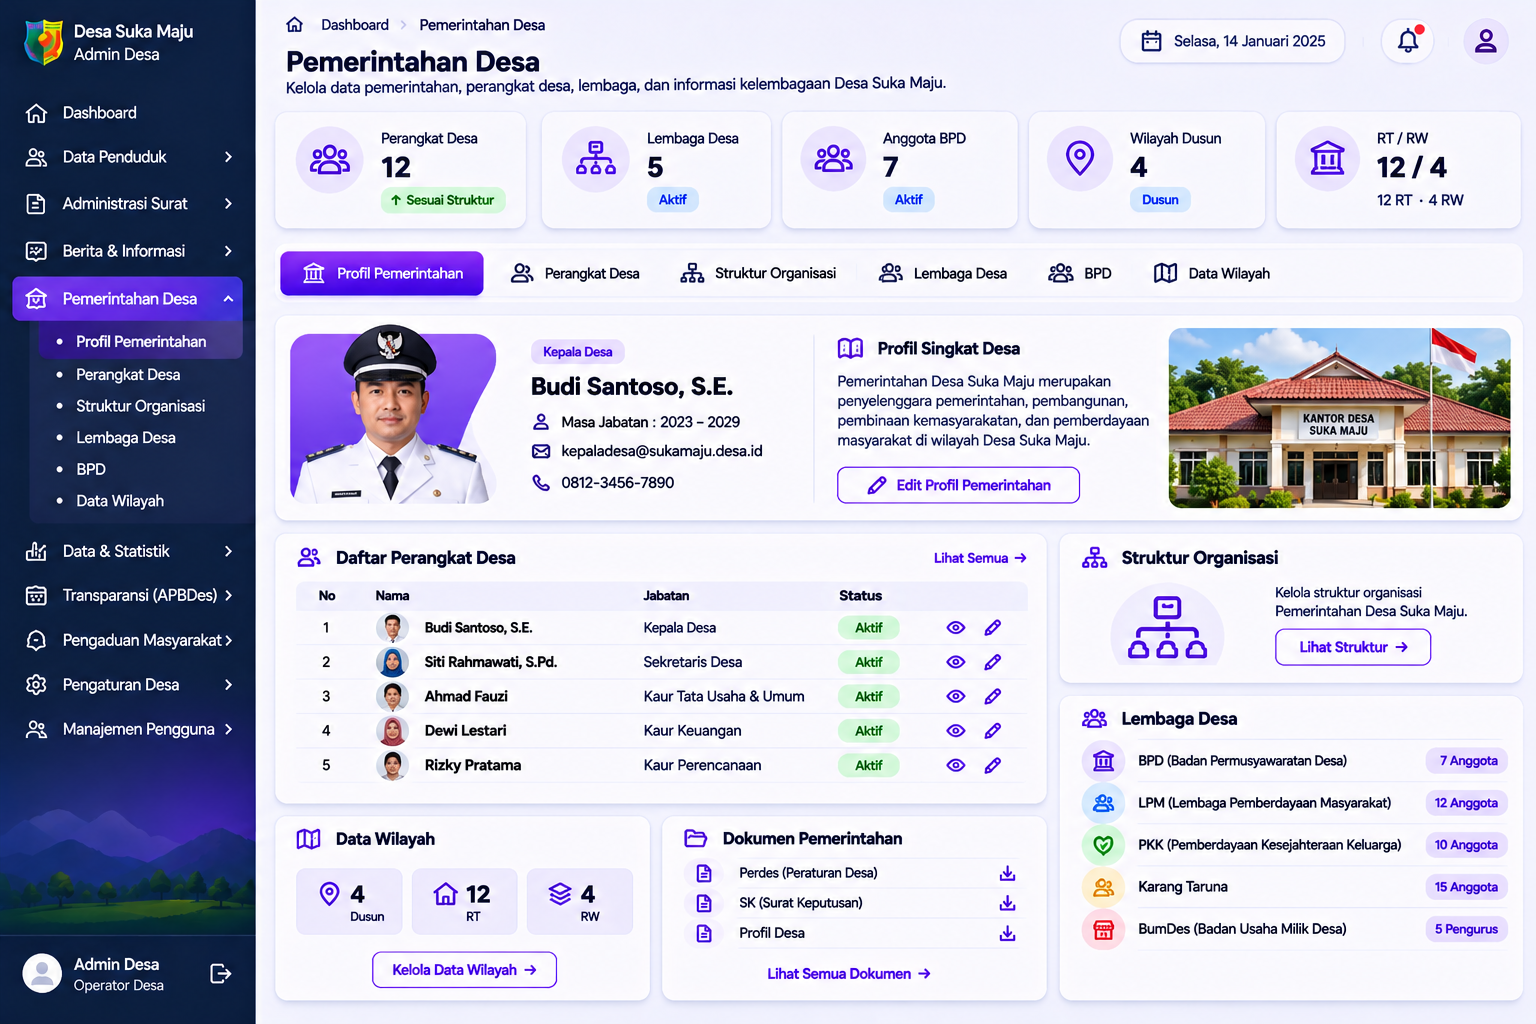 Desa Suka Maju
Admin Desa
Dashboard
Data Penduduk
Administrasi Surat
Berita & Informasi
Pemerintahan Desa
Profil Pemerintahan
Perangkat Desa
Struktur Organisasi
Lembaga Desa
BPD
Data Wilayah
Data & Statistik
Transparasi (APBDes)
Pengaduan Masyarakat
Pengaturan Desa
Manajemen Pengguna
Admin Desa
Operator Desa
Dashboard > Pemerintahan Desa
Selasa, 14 Januari 2025
Pemerintahan Desa
Kelola data pemerintahan, perangkat desa, lembaga, dan informasi kelembagaan Desa Suka Maju.
Perangkat Desa
12
↑ Sesuai Struktur
Lembaga Desa
5
Aktif
Anggota BPD
7
Aktif
Wilayah Dusun
4
Dusun
RT / RW
12 / 4
12 RT · 4 RW
Profil Pemerintahan
Perangkat Desa
Struktur Organisasi
Lembaga Desa
BPD
Data Wilayah
Kepala Desa
Budi Santoso, S.E.
Masa Jabatan : 2023 – 2029
kepaladesa@sukamaju.desa.id
0812-3456-7890
Profil Singkat Desa
Pemerintahan Desa Suka Maju merupakan
penyelenggara pemerintahan, pembangunan,
pembinaan kemasyarakatan, dan pemberdayaan
masyarakat di wilayah Desa Suka Maju.
Edit Profil Pemerintahan
KANTOR DESA
SUKA MAJU
Daftar Perangkat Desa
Lihat Semua →
No Nama Jabatan Status
1 Budi Santoso, S.E. Kepala Desa Aktif
2 Siti Rahmawati, S.Pd. Sekretaris Desa Aktif
3 Ahmad Fauzi Kaur Tata Usaha & Umum Aktif
4 Dewi Lestari Kaur Keuangan Aktif
5 Rizky Pratama Kaur Perencanaan Aktif
Struktur Organisasi
Kelola struktur organisasi
Pemerintahan Desa Suka Maju.
Lihat Struktur →
Lembaga Desa
BPD (Badan Permusyawaratan Desa) 7 Anggota
LPM (Lembaga Pemberdayaan Masyarakat) 12 Anggota
PKK (Pemberdayaan Kesejahteraan Keluarga) 10 Anggota
Karang Taruna 15 Anggota
BumDes (Badan Usaha Milik Desa) 5 Pengurus
Data Wilayah
4
Dusun
12
RT
4
RW
Kelola Data Wilayah →
Dokumen Pemerintahan
Perdes (Peraturan Desa)
SK (Surat Keputusan)
Profil Desa
Lihat Semua Dokumen →